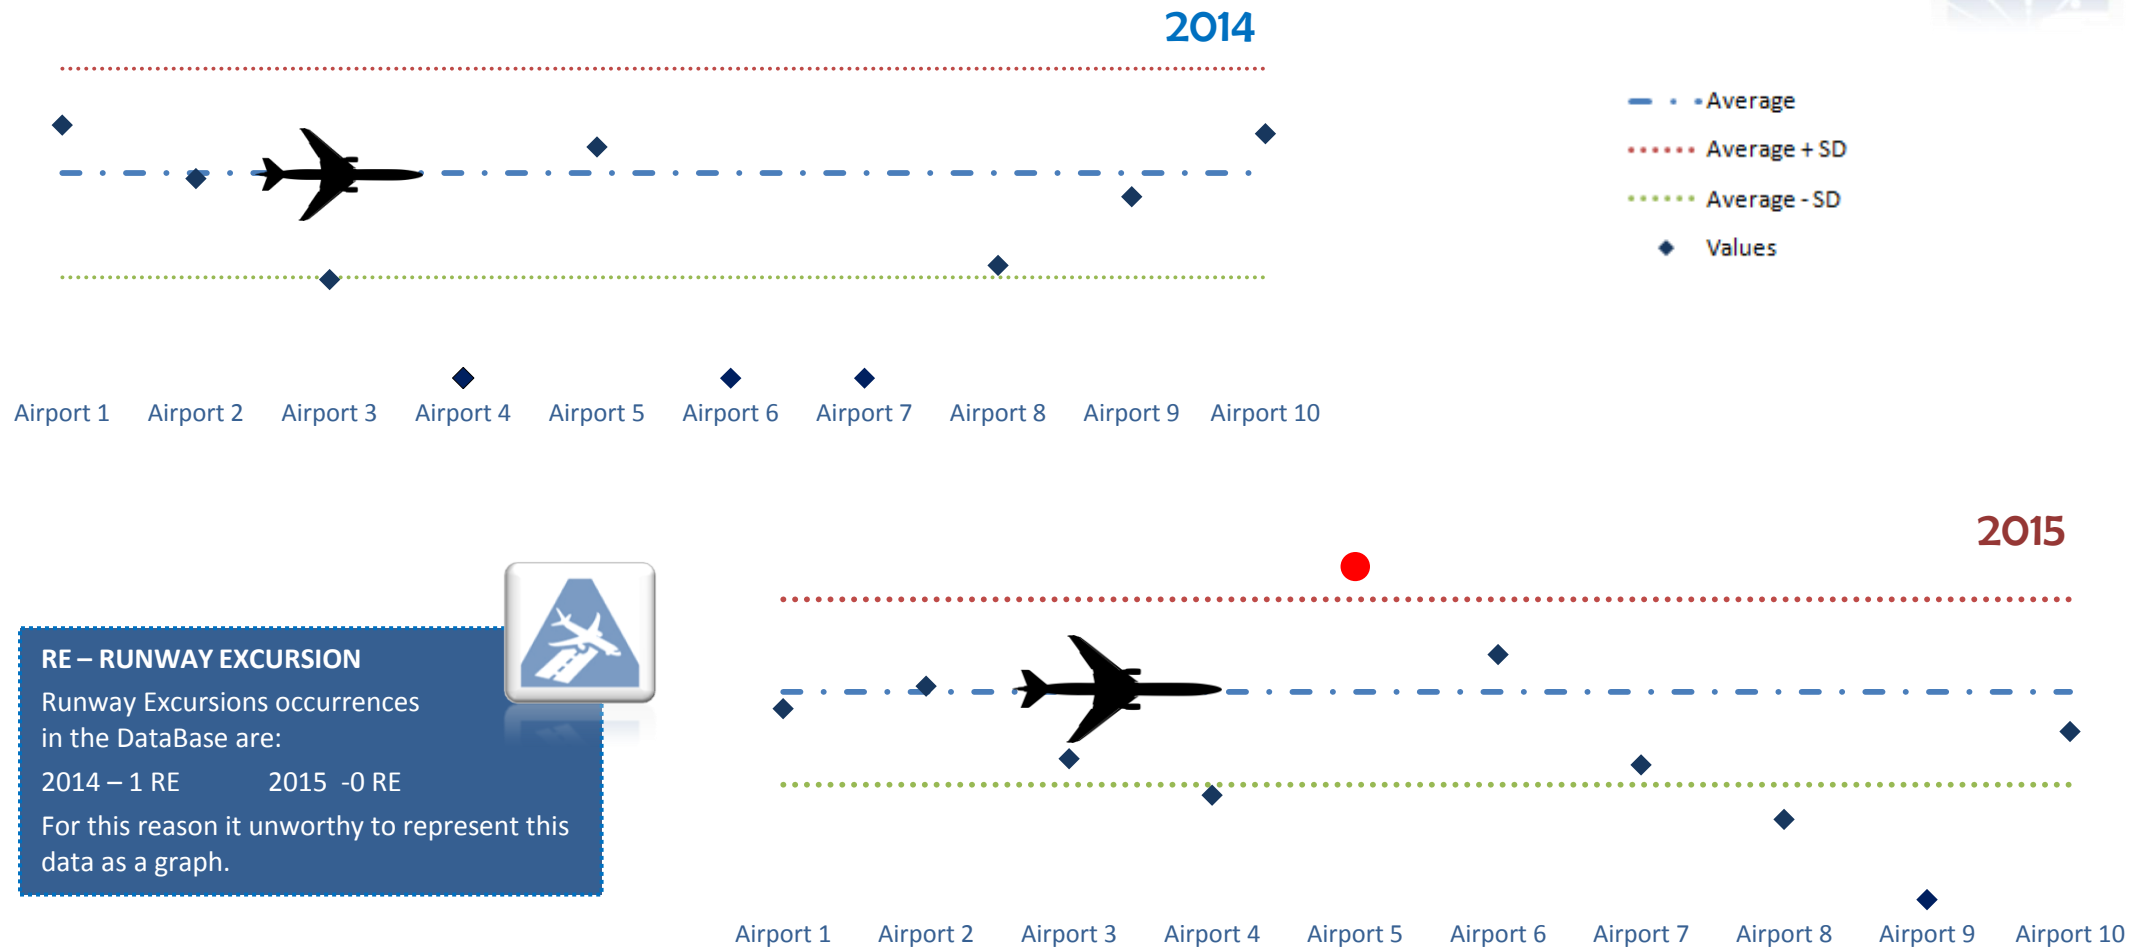 2014
Average
Average + SD
Average - SD
Values
Airport 1 Airport 2 Airport 3 Airport 4 Airport 5 Airport 6 Airport 7 Airport 8 Airport 9 Airport 10
2015
RE – RUNWAY EXCURSION
Runway Excursions occurrences
in the DataBase are:
2014 – 1 RE 2015 -0 RE
For this reason it unworthy to represent this
data as a graph.
Airport 1 Airport 2 Airport 3 Airport 4 Airport 5 Airport 6 Airport 7 Airport 8 Airport 9 Airport 10